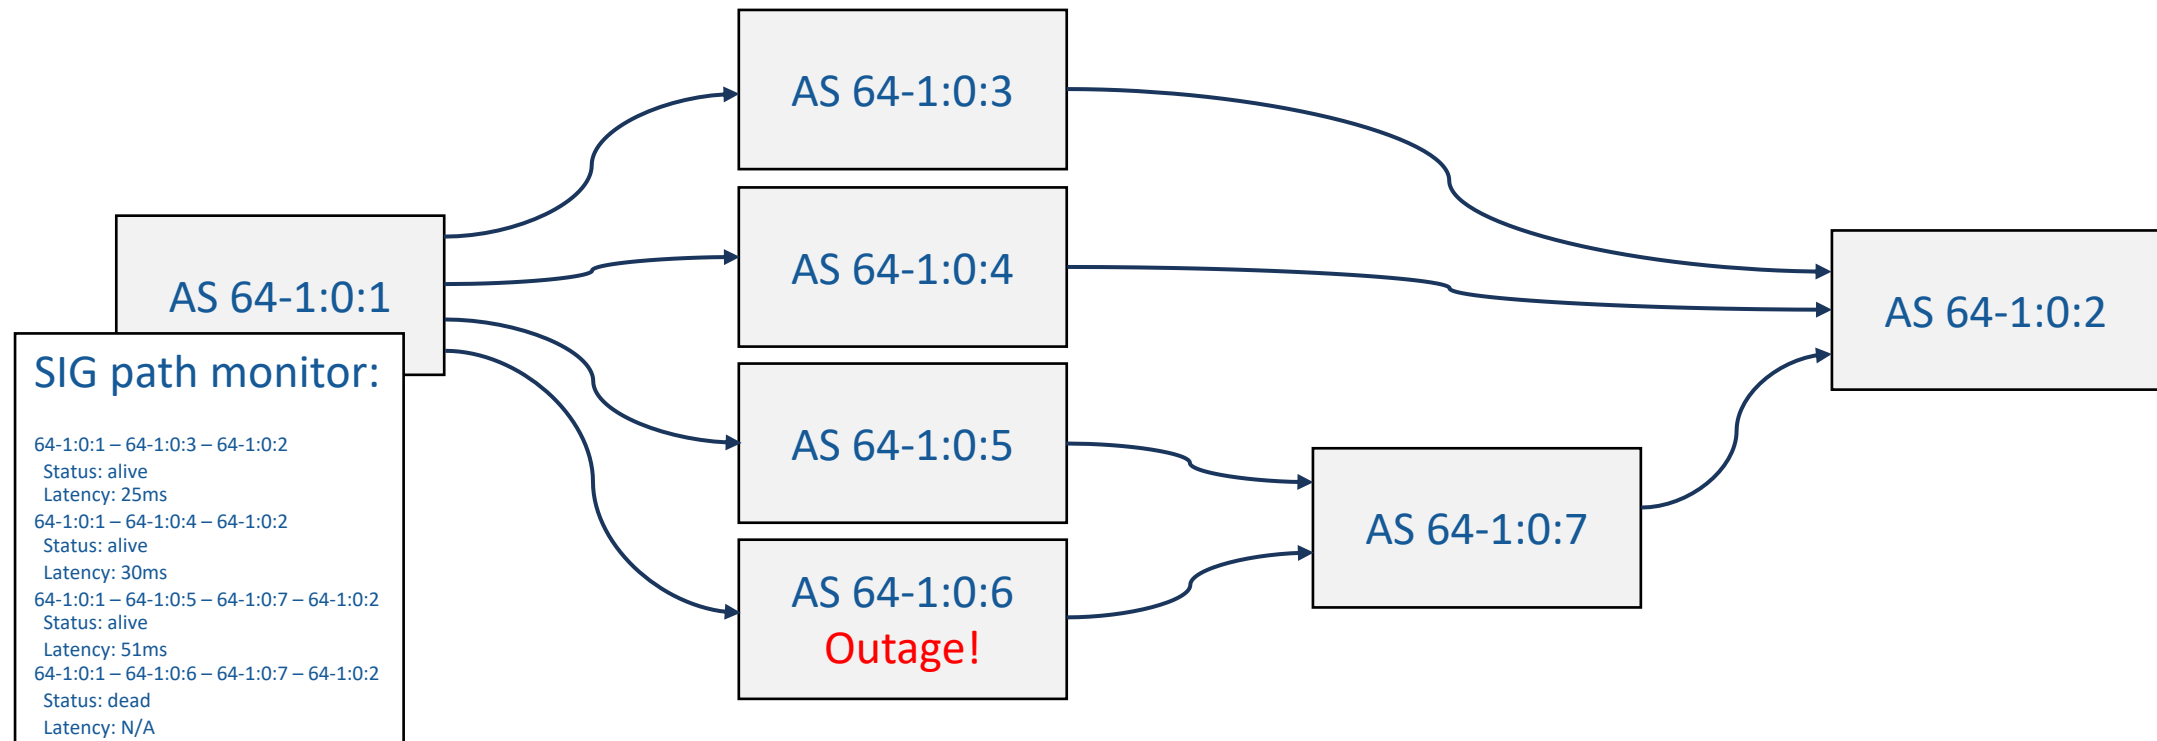 AS 64-1:0:3
AS 64-1:0:4
AS 64-1:0:1
AS 64-1:0:2
SIG path monitor:
64-1:0:1 – 64-1:0:3 – 64-1:0:2
Status: alive
Latency: 25ms
64-1:0:1 – 64-1:0:4 – 64-1:0:2
Status: alive
Latency: 30ms
64-1:0:1 – 64-1:0:5 – 64-1:0:7 – 64-1:0:2
Status: alive
Latency: 51ms
64-1:0:1 – 64-1:0:6 – 64-1:0:7 – 64-1:0:2
Status: dead
Latency: N/A
AS 64-1:0:5
AS 64-1:0:7
AS 64-1:0:6
Outage!